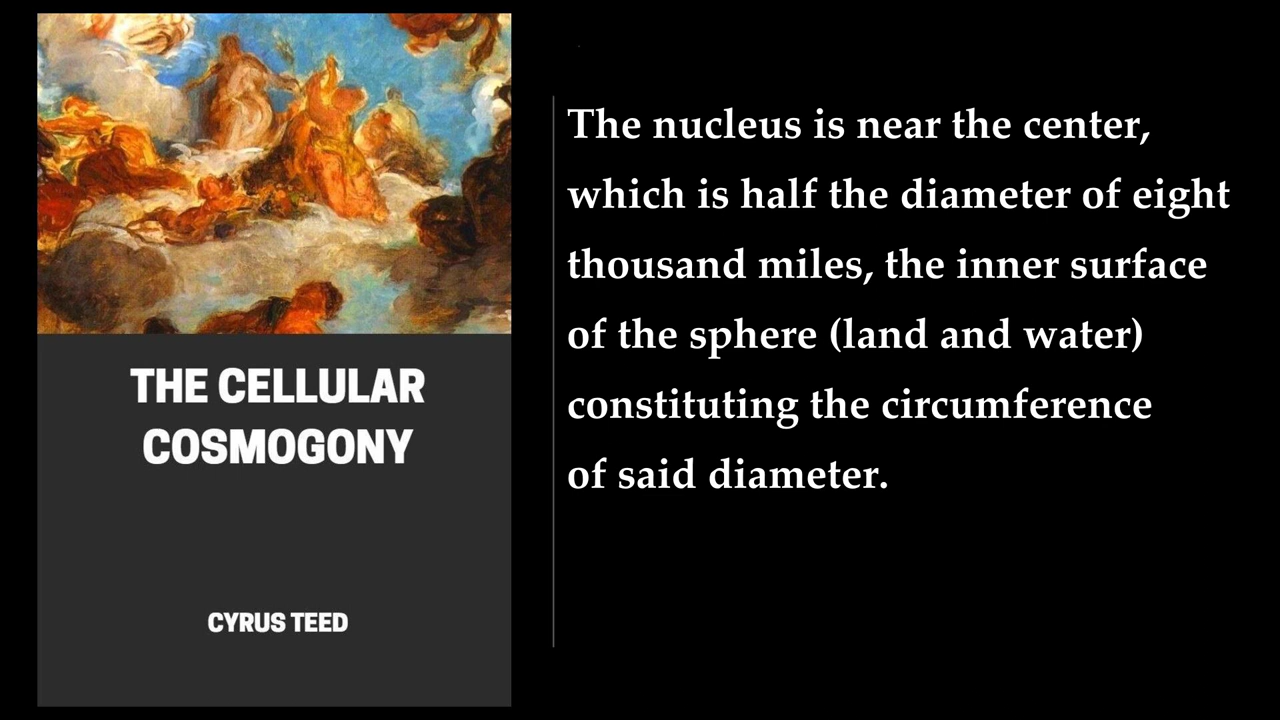 THE CELLULAR
COSMOGONY
CYRUS TEED
The nucleus is near the center,
which is half the diameter of eight
thousand miles, the inner surface
of the sphere (land and water)
constituting the circumference
of said diameter.